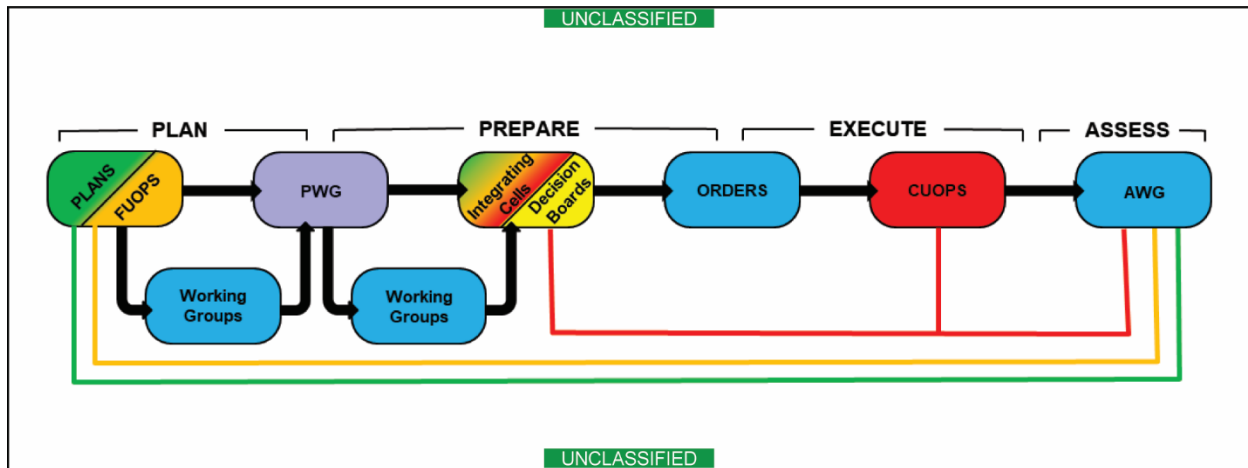 UNCLASSIFIED
PLAN
PREPARE
EXECUTE
ASSESS
PLANS
FUOPS
PWG
Integrating
Cells
Decision
Boards
ORDERS
CUOPS
AWG
Working
Groups
Working
Groups
UNCLASSIFIED